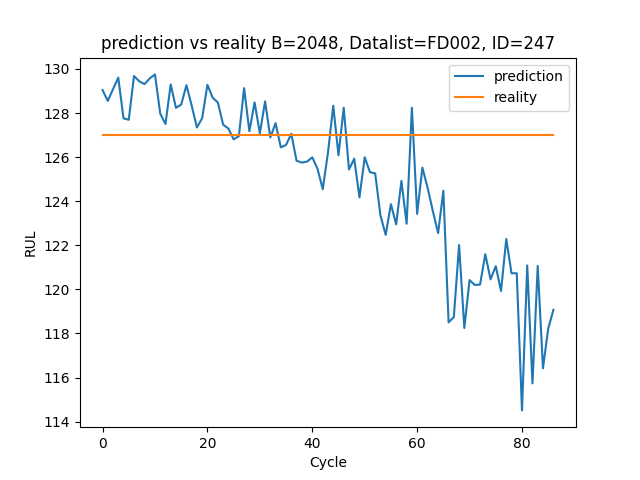 prediction vs reality B=2048, Datalist=FD002, ID=247
prediction
reality
RUL
130
128
126
124
122
120
118
116
114
0 20 40 60 80
Cycle